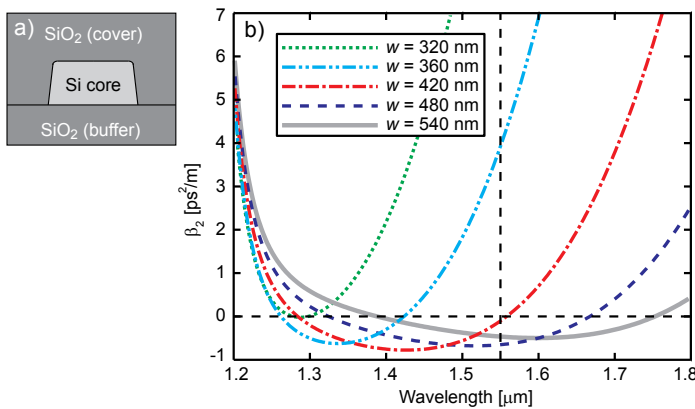 a)
SiO₂ (cover)
Si core
SiO₂ (buffer)
b)
w = 320 nm
w = 360 nm
w = 420 nm
w = 480 nm
w = 540 nm
β₂ [ps²/m]
7
6
5
4
3
2
1
0
-1
1.2 1.3 1.4 1.5 1.6 1.7 1.8
Wavelength [μm]